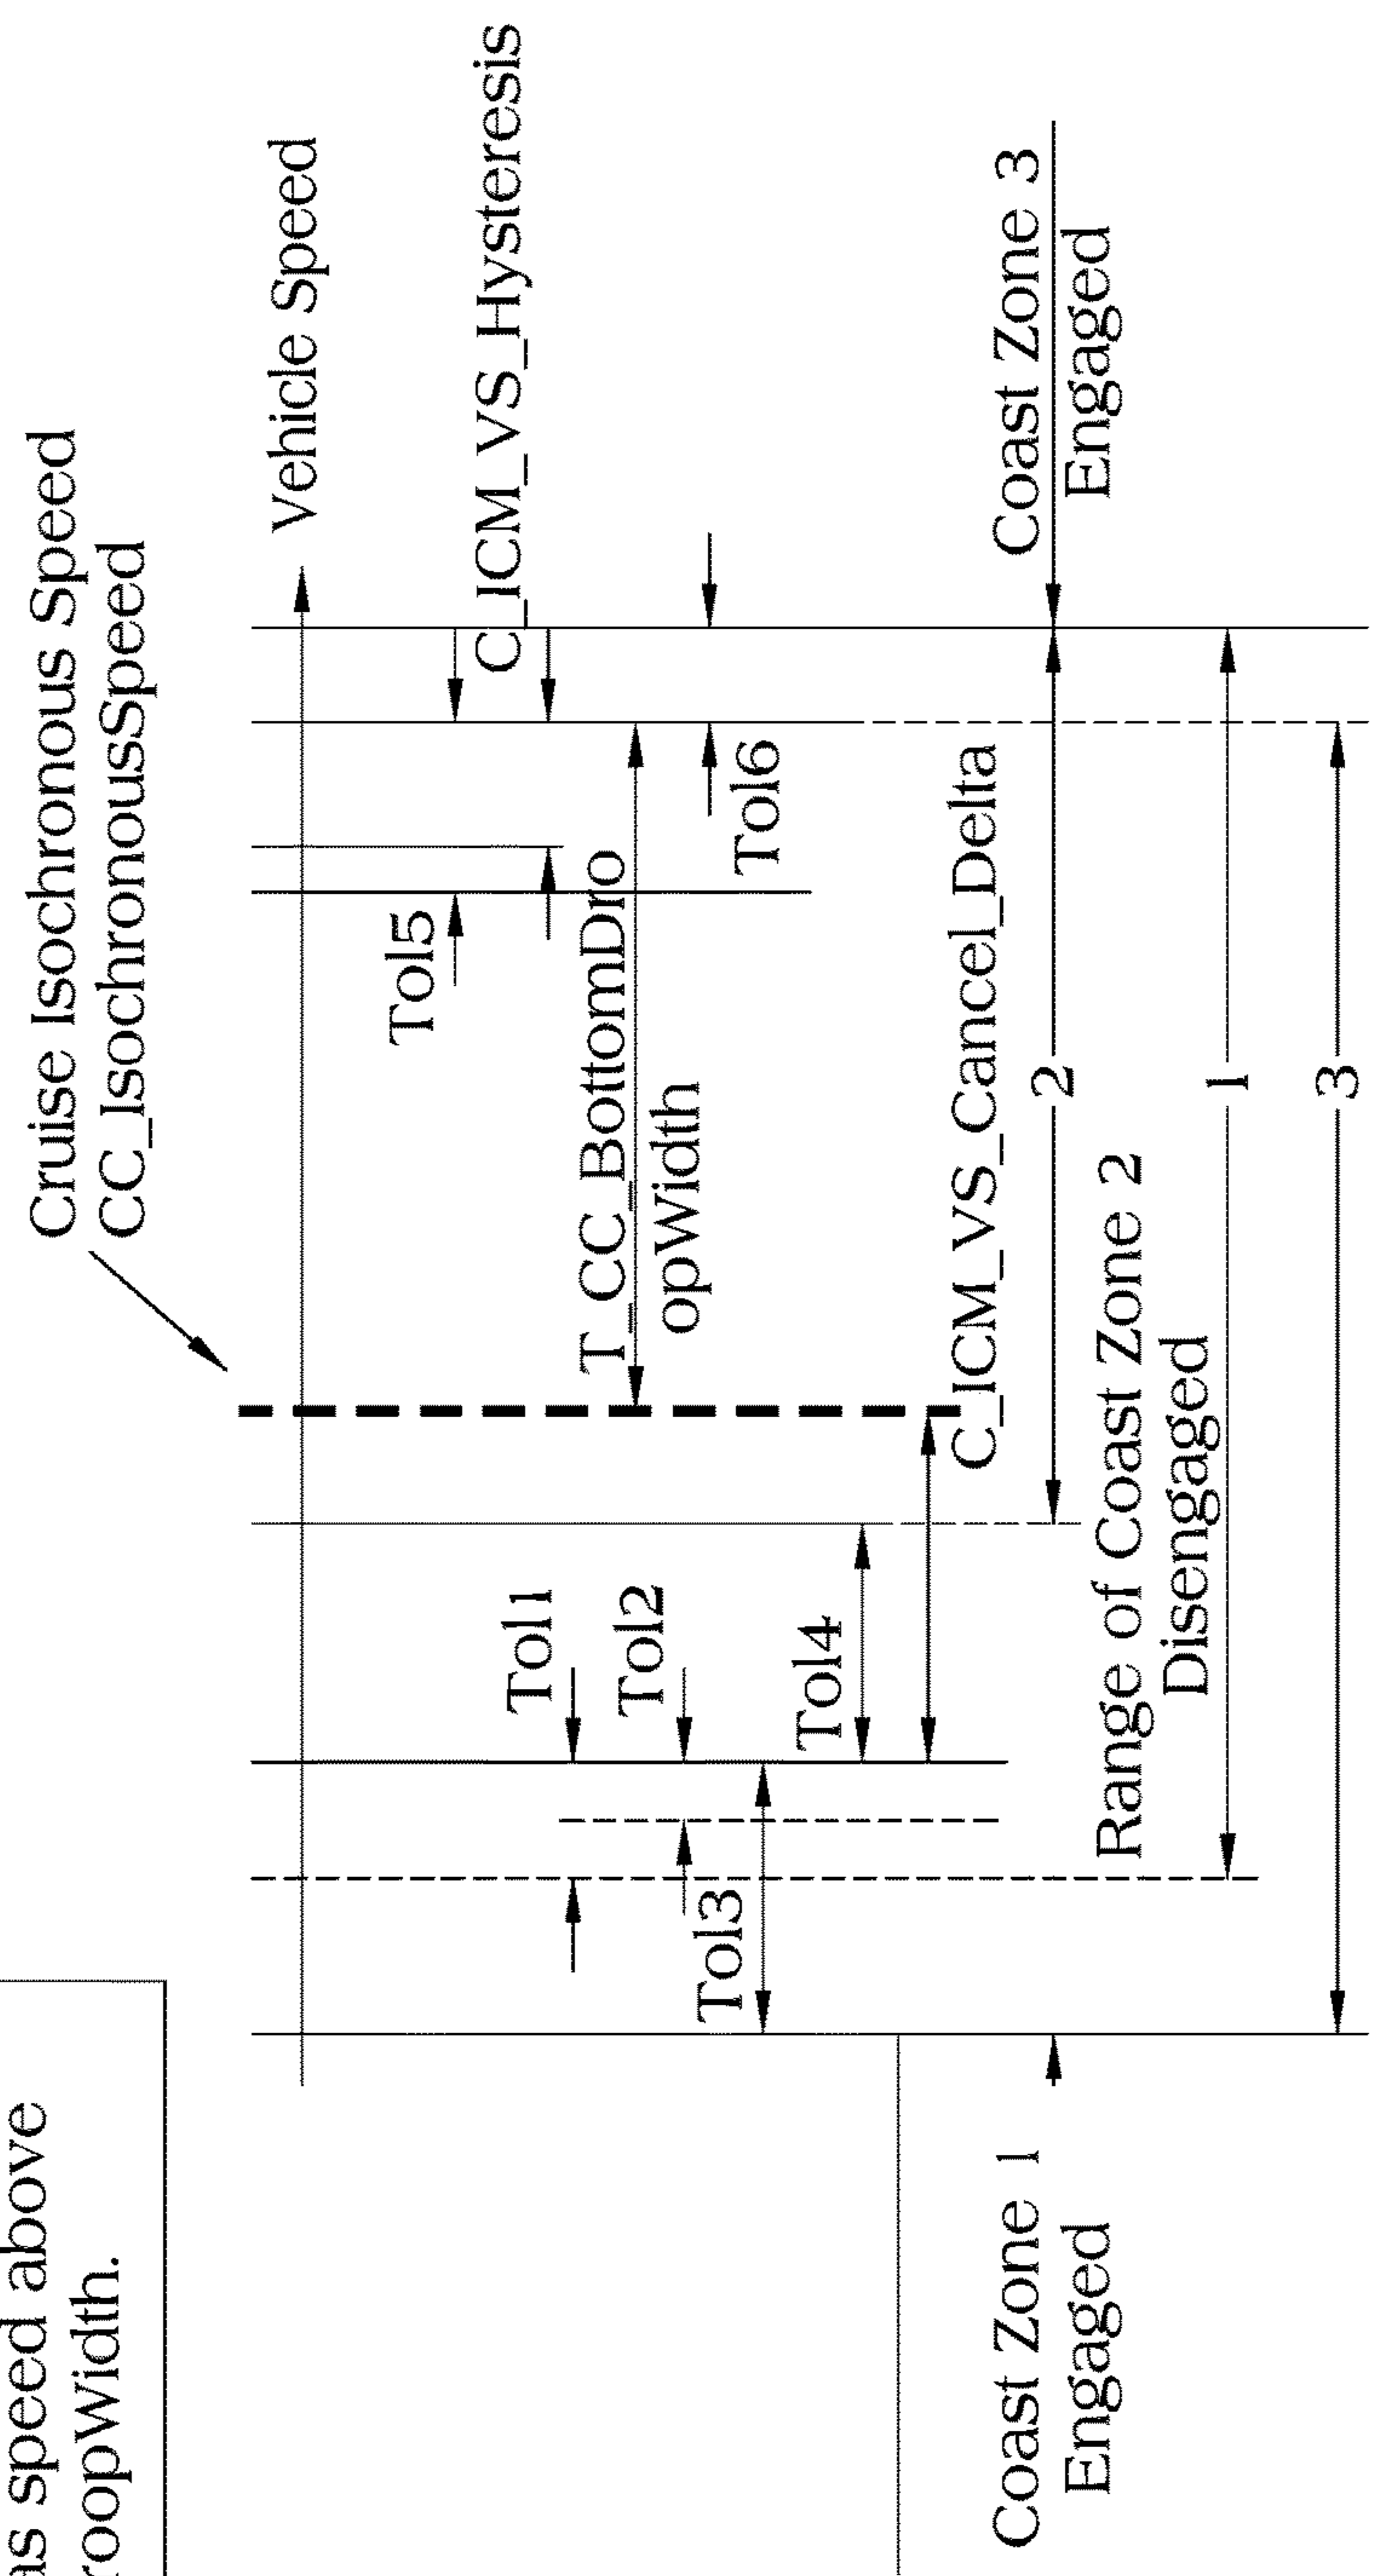 Cruise Isochronous Speed
CC_IsochronousSpeed
as speed above
roopWidth.
Vehicle Speed
C_ICM_VS_Hysteresis
Tol5
Tol1
Tol2
T_CC_BottomDro
opWidth
Tol3
Tol6
Tol4
C_ICM_VS_Cancel_Delta
Coast Zone 1
Engaged
2
Coast Zone 3
Engaged
Range of Coast Zone 2
Disengaged
1
3